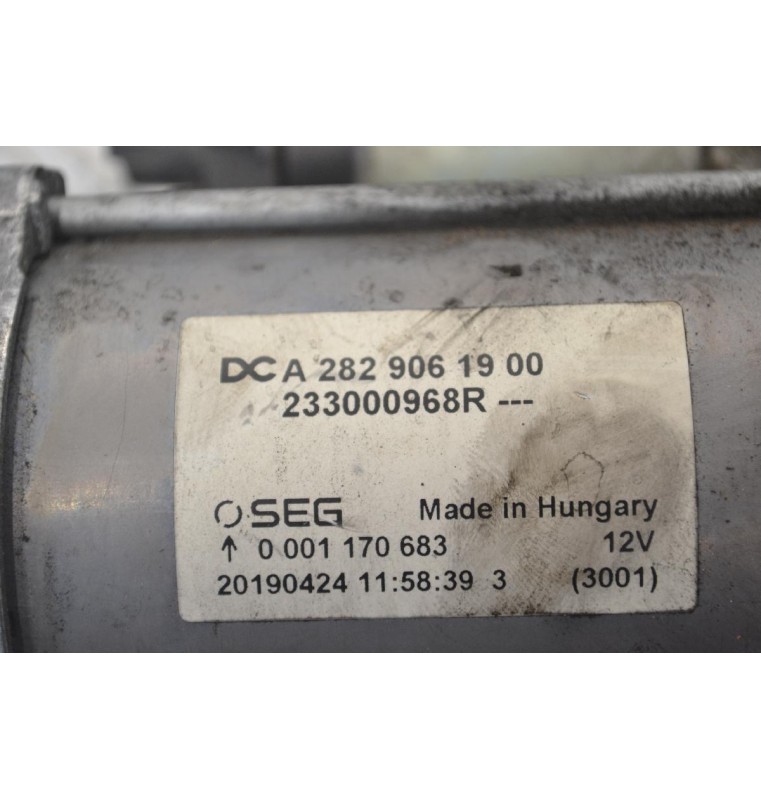 DC A 282 906 19 00
233000968R ---
SEG Made in Hungary
↑ 0 001 170 683 12V
20190424 11:58:39 3 (3001)